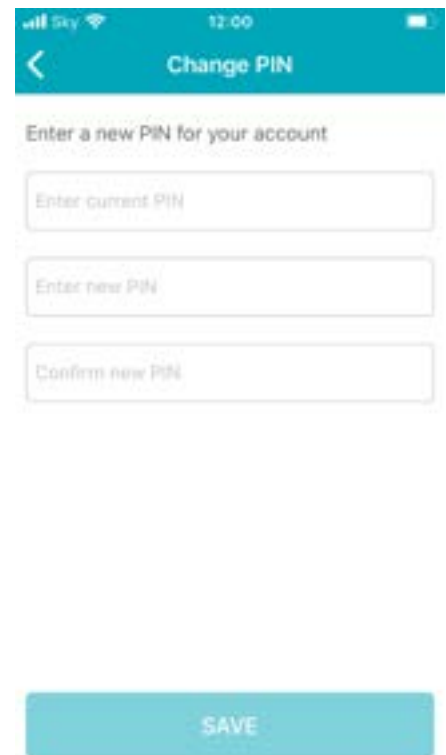 Sky 12:00
Change PIN
Enter a new PIN for your account
Enter current PIN
Enter new PIN
Confirm new PIN
SAVE